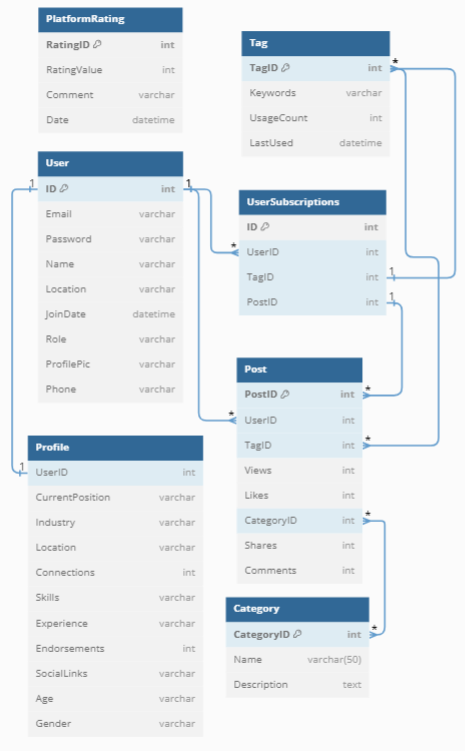 PlatformRating
RatingID int
RatingValue int
Comment varchar
Date datetime
Tag
TagID int
Keywords varchar
UsageCount int
LastUsed datetime
*
User
1 ID int 1
Email varchar
Password varchar
Name varchar
Location varchar
JoinDate datetime
Role varchar
ProfilePic varchar
Phone varchar
UserSubscriptions
ID int
* UserID int
TagID int 1
PostID int 1
Post
PostID int *
* UserID int
TagID int *
Views int
Likes int
CategoryID int *
Shares int
Comments int
Profile
1 UserID int
CurrentPosition varchar
Industry varchar
Location varchar
Connections int
Skills varchar
Experience varchar
Endorsements int
SocialLinks varchar
Age varchar
Gender varchar
Category
CategoryID int *
Name varchar(50)
Description text